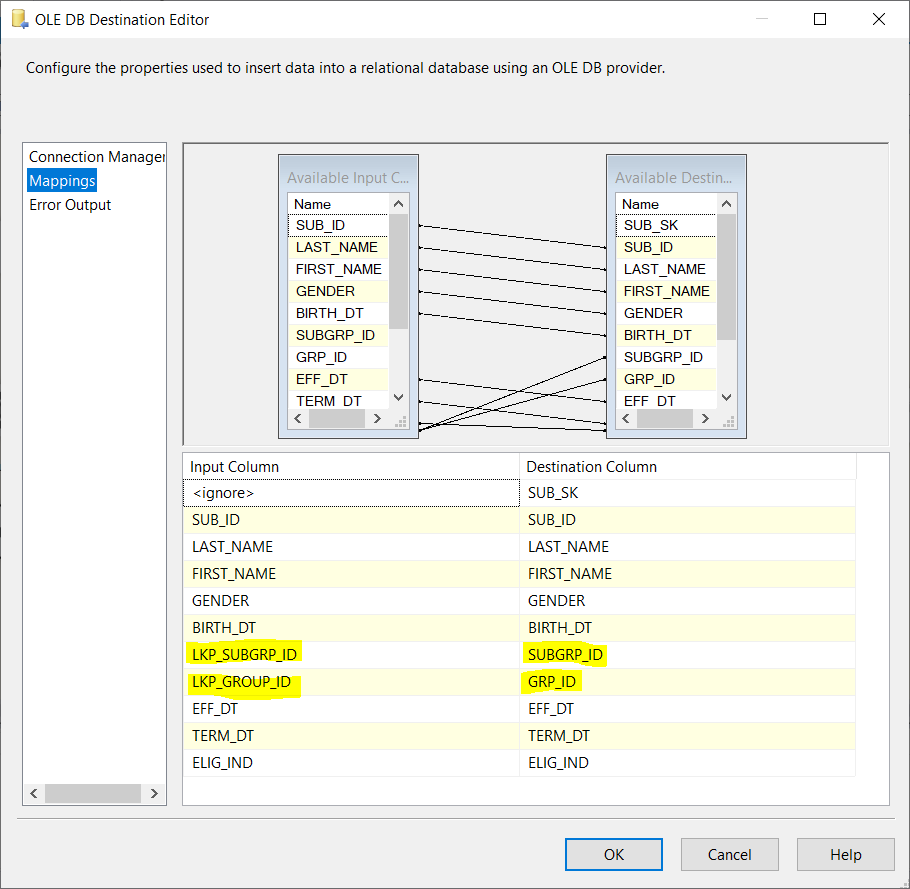 OLE DB Destination Editor
Configure the properties used to insert data into a relational database using an OLE DB provider.
Connection Manager
Mappings
Error Output
Available Input C...
Name
SUB_ID
LAST_NAME
FIRST_NAME
GENDER
BIRTH_DT
SUBGRP_ID
GRP_ID
EFF_DT
TERM_DT
Available Destin...
Name
SUB_SK
SUB_ID
LAST_NAME
FIRST_NAME
GENDER
BIRTH_DT
SUBGRP_ID
GRP_ID
EFF_DT
Input Column Destination Column
<ignore> SUB_SK
SUB_ID SUB_ID
LAST_NAME LAST_NAME
FIRST_NAME FIRST_NAME
GENDER GENDER
BIRTH_DT BIRTH_DT
LKP_SUBGRP_ID SUBGRP_ID
LKP_GROUP_ID GRP_ID
EFF_DT EFF_DT
TERM_DT TERM_DT
ELIG_IND ELIG_IND
OK Cancel Help